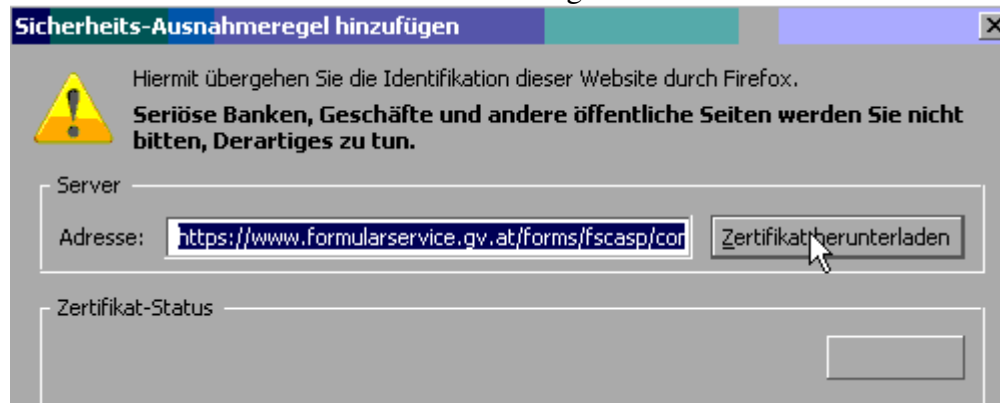 Sicherheits-Ausnahmeregel hinzufügen
Hiermit übergehen Sie die Identifikation dieser Website durch Firefox.
Seriöse Banken, Geschäfte und andere öffentliche Seiten werden Sie nicht
bitten, Derartiges zu tun.
Server
Adresse: https://www.formularservice.gv.at/forms/fscasp/cor Zertifikat herunterladen
Zertifikat-Status